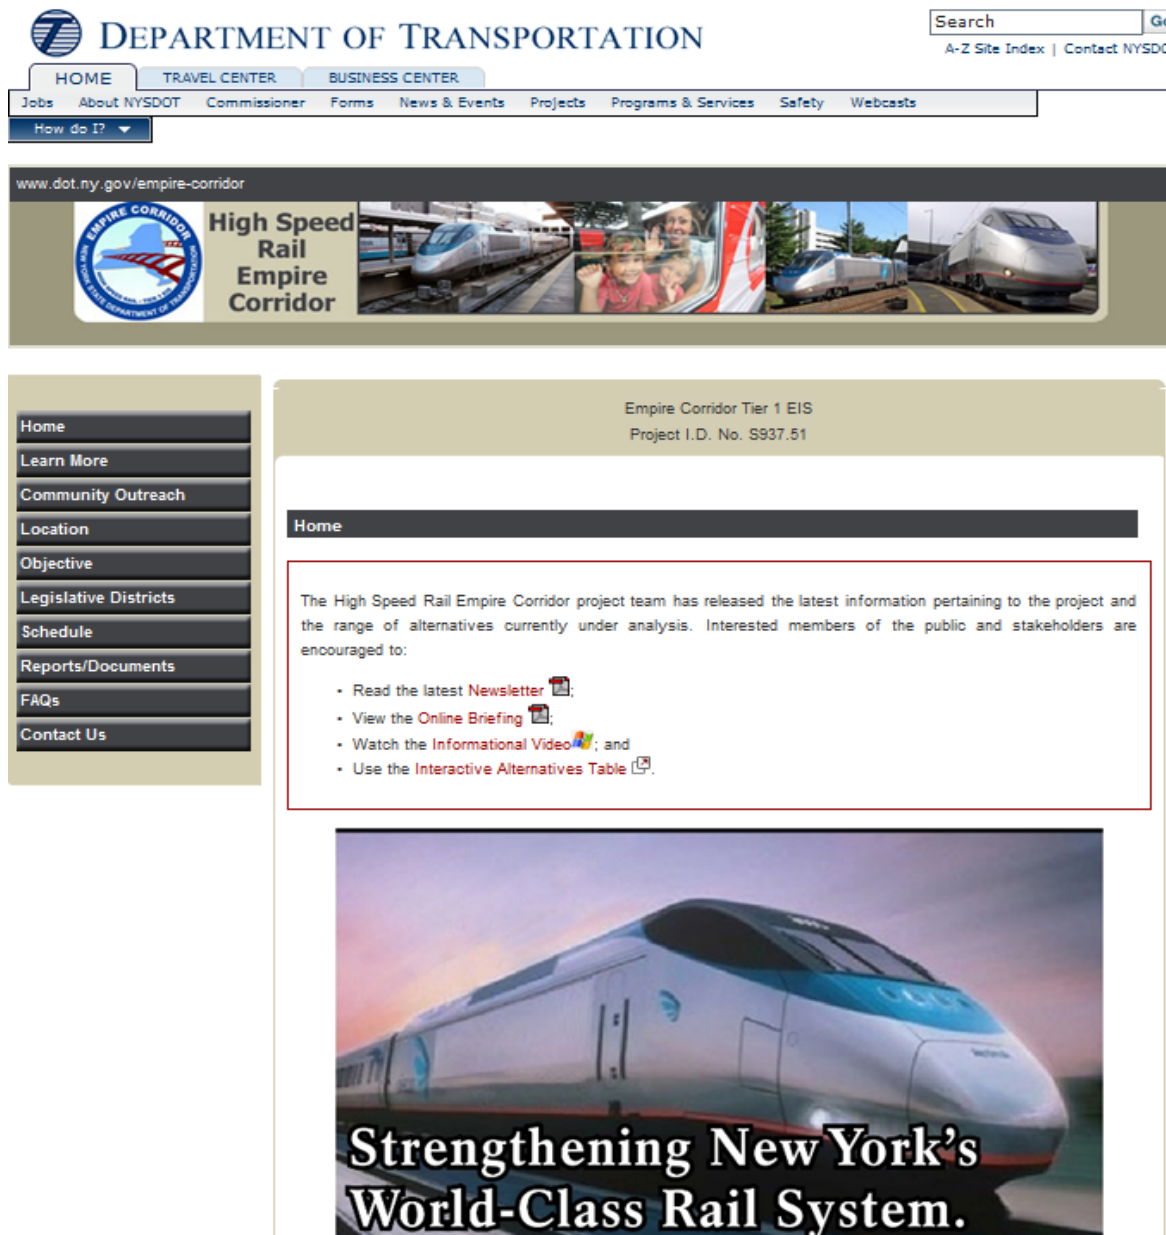 DEPARTMENT OF TRANSPORTATION
Search
A-Z Site Index | Contact
HOME TRAVEL CENTER BUSINESS CENTER
Jobs About NYSDOT Commissioner Forms News & Events Projects Programs & Services Safety Webcasts
How do I?
www.dot.ny.gov/empire-corridor
EMPIRE CORRIDOR
NEW YORK STATE DEPARTMENT OF TRANSPORTATION
High Speed
Rail
Empire
Corridor
Home
Learn More
Community Outreach
Location
Objective
Legislative Districts
Schedule
Reports/Documents
FAQs
Contact Us
Empire Corridor Tier 1 EIS
Project I.D. No. S937.51
Home
The High Speed Rail Empire Corridor project team has released the latest information pertaining to the project and
the range of alternatives currently under analysis. Interested members of the public and stakeholders are
encouraged to:
• Read the latest Newsletter ;
• View the Online Briefing ;
• Watch the Informational Video ; and
• Use the Interactive Alternatives Table .
Strengthening New York's
World-Class Rail System.